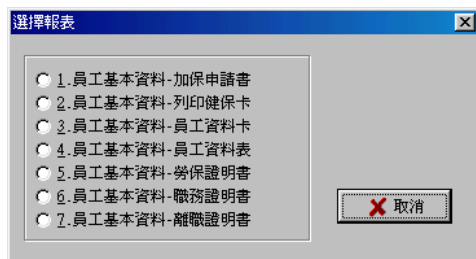 選擇報表
1.員工基本資料-加保申請書
2.員工基本資料-列印健保卡
3.員工基本資料-員工資料卡
4.員工基本資料-員工資料表
5.員工基本資料-勞保證明書
6.員工基本資料-職務證明書
7.員工基本資料-離職證明書
取消